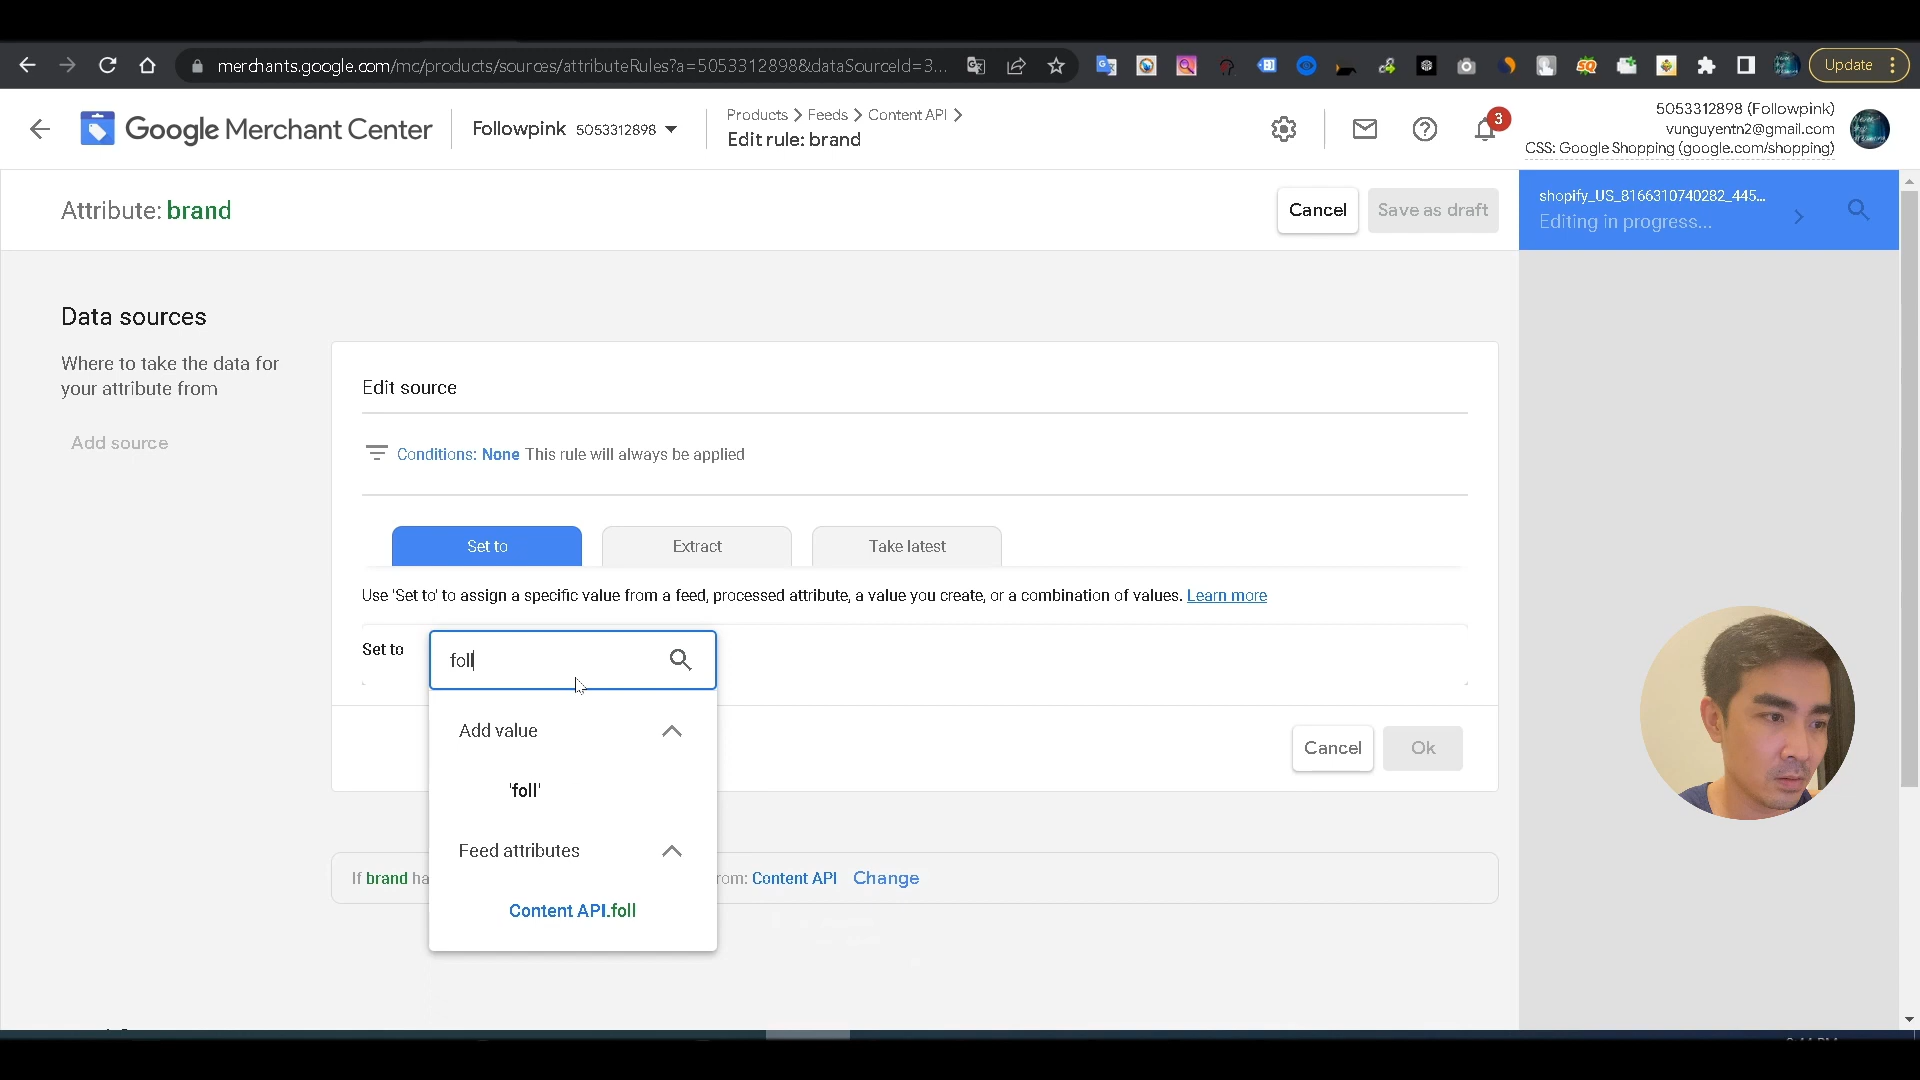 merchants.google.com/mc/products/sources/attributeRules?a=5053312898&dataSourceId=3...
Update
Google Merchant Center
Followpink 5053312898
Products > Feeds > Content API >
Edit rule: brand
3
5053312898 (Followpink)
vunguyentn2@gmail.com
CSS: Google Shopping (google.com/shopping)
Attribute: brand
Cancel
Save as draft
shopify_US_8166310740282_445...
Editing in progress...
Data sources
Where to take the data for
your attribute from
Add source
Edit source
Conditions: None This rule will always be applied
Set to
Extract
Take latest
Use 'Set to' to assign a specific value from a feed, processed attribute, a value you create, or a combination of values. Learn more
Set to
foll
Add value
'foll'
Feed attributes
Content API.foll
Cancel
Ok
If brand ha
rom: Content API Change